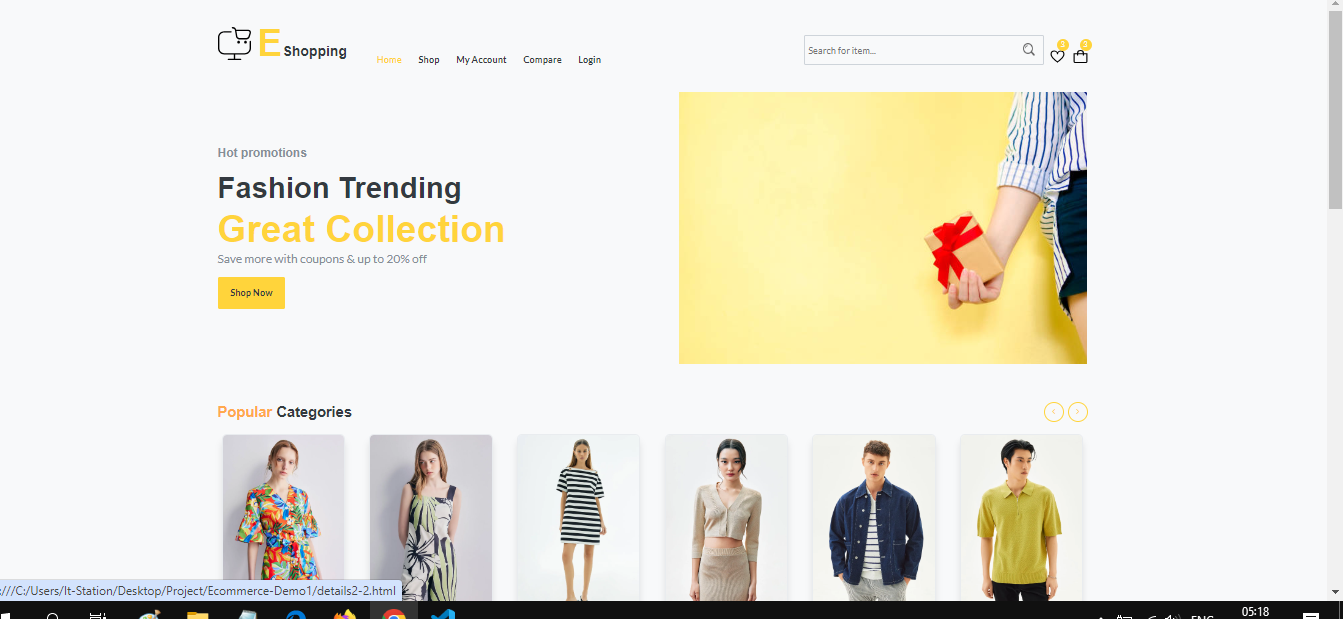 E Shopping
Home Shop My Account Compare Login
Search for item...
3
Hot promotions
Fashion Trending
Great Collection
Save more with coupons & up to 20% off
Shop Now
Popular Categories
:///C:/Users/It-Station/Desktop/Project/Ecommerce-Demo1/details2-2.html
ENG
05:18